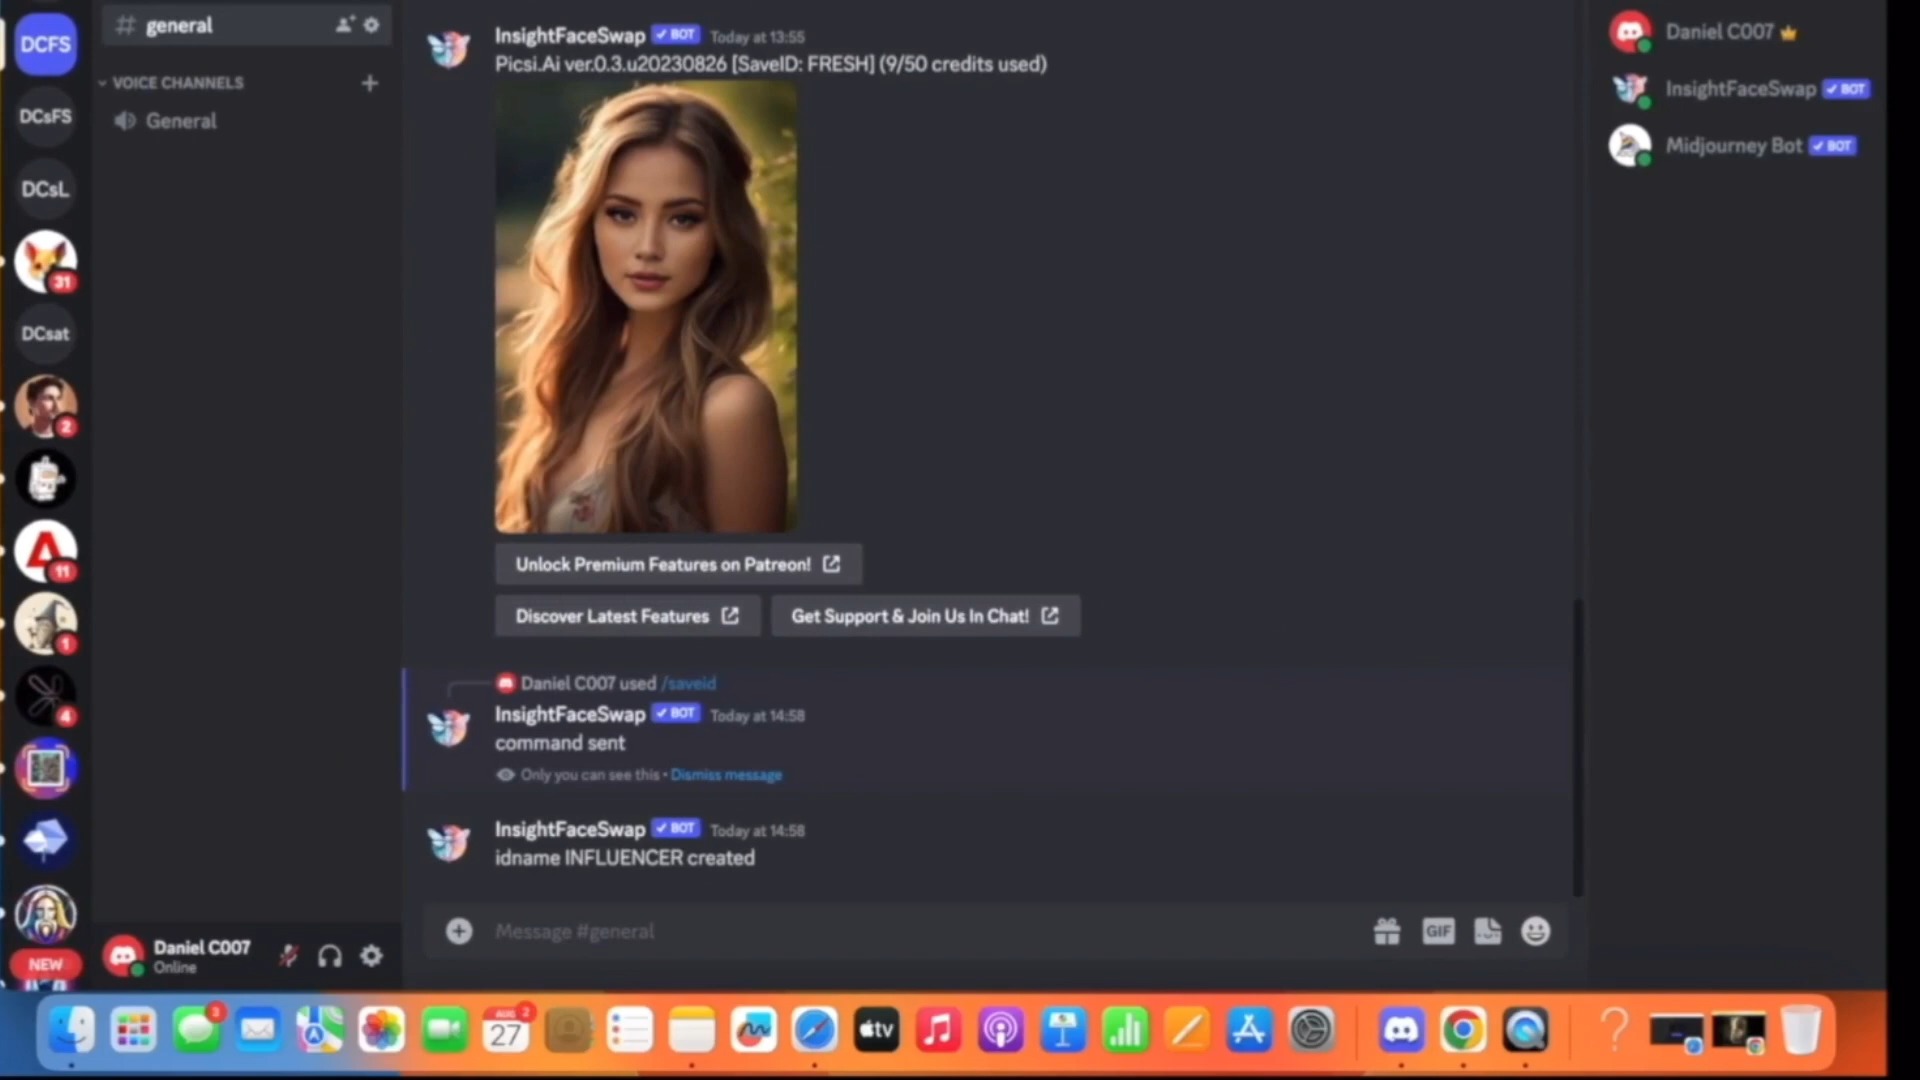 DCFS
DCsFS
DCsL
31
DCsat
2
11
1
4
NEW
general
VOICE CHANNELS
General
Daniel C007
Online
InsightFaceSwap BOT Today at 13:55
Picsi.Ai ver.0.3.u20230826 [SaveID: FRESH] (9/50 credits used)
Unlock Premium Features on Patreon!
Discover Latest Features
Get Support & Join Us In Chat!
Daniel C007 used /saveid
InsightFaceSwap BOT Today at 14:58
command sent
Only you can see this • Dismiss message
InsightFaceSwap BOT Today at 14:58
idname INFLUENCER created
Message #general
GIF
Daniel C007
InsightFaceSwap BOT
Midjourney Bot BOT
3
AUG
2
27
tv